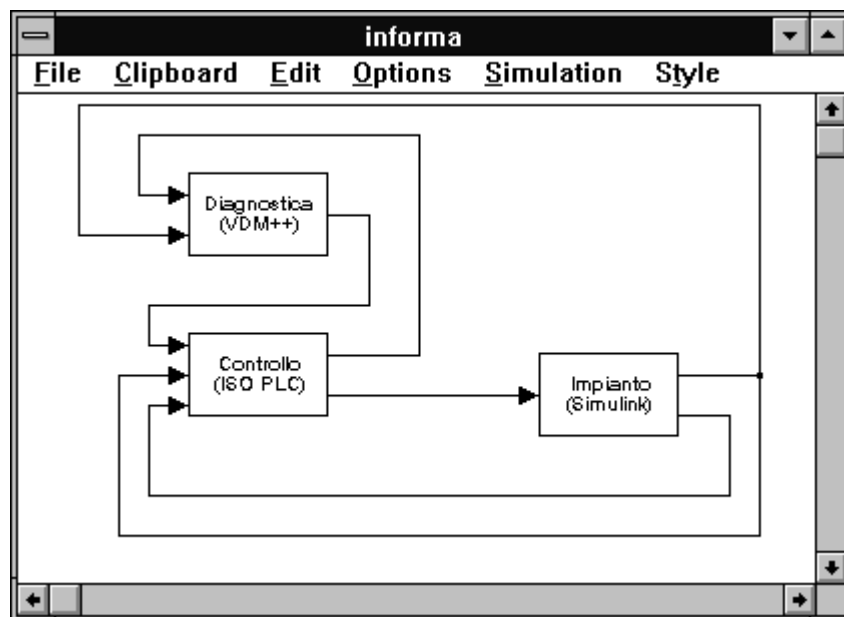 informa
File Clipboard Edit Options Simulation Style
Diagnostica
(VDM++)
Controllo
(ISO PLC)
Impianto
(Simulink)